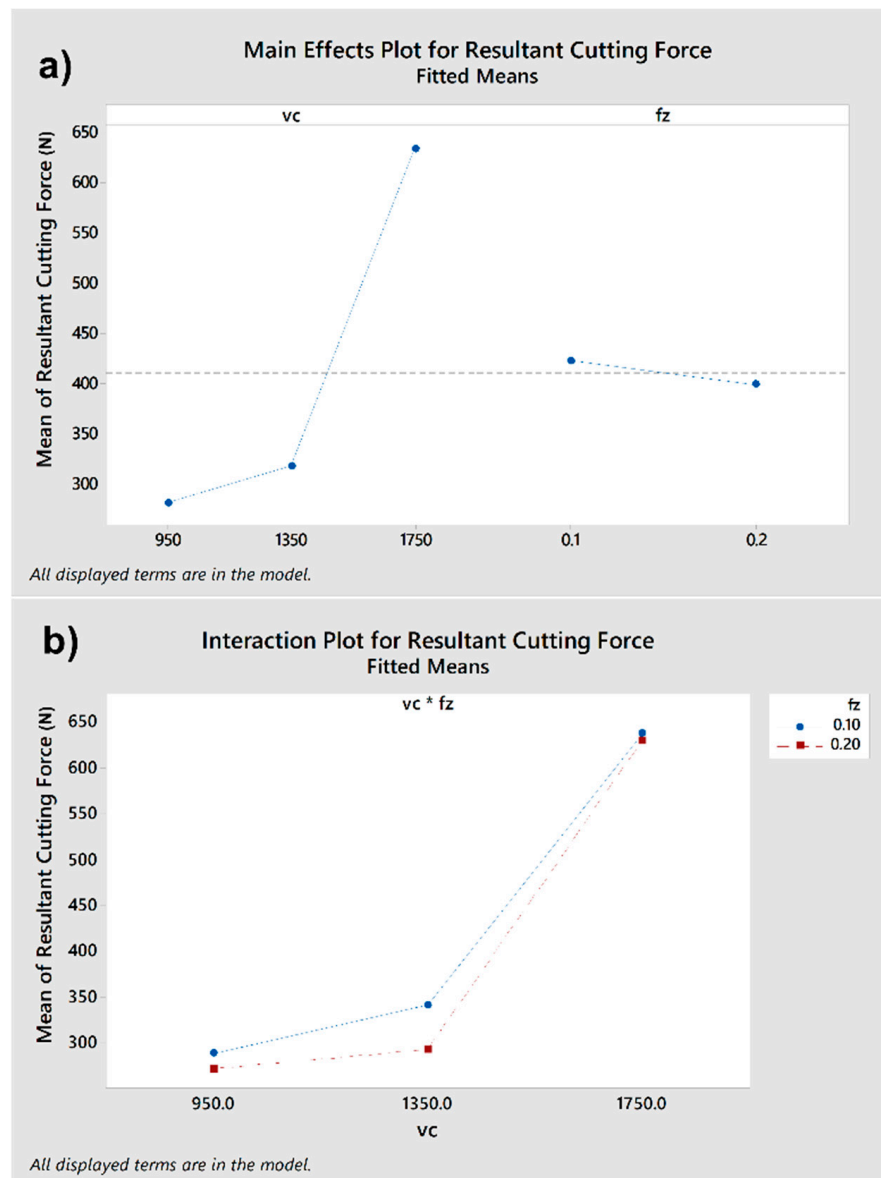 a)
Main Effects Plot for Resultant Cutting Force
Fitted Means
vc fz
Mean of Resultant Cutting Force (N)
650
600
550
500
450
400
350
300
950 1350 1750 0.1 0.2
All displayed terms are in the model.
b)
Interaction Plot for Resultant Cutting Force
Fitted Means
vc * fz
fz
0.10
0.20
Mean of Resultant Cutting Force (N)
650
600
550
500
450
400
350
300
950.0 1350.0 1750.0
vc
All displayed terms are in the model.